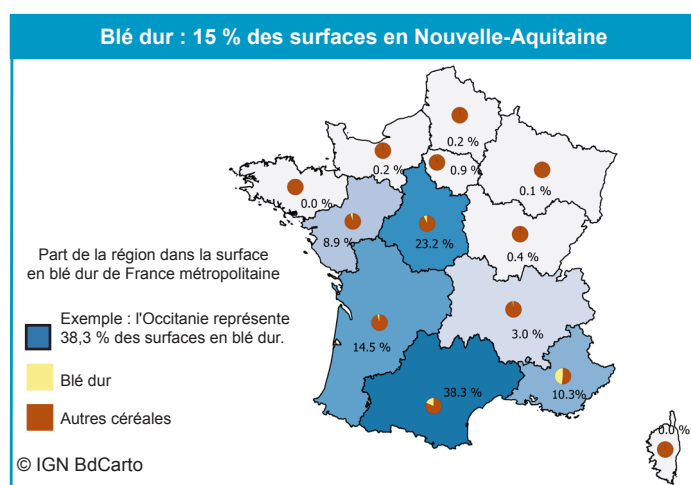 Blé dur : 15 % des surfaces en Nouvelle-Aquitaine
0.2 %
0.2 %
0.9 %
0.1 %
0.0 %
8.9 %
23.2 %
0.4 %
Part de la région dans la surface
en blé dur de France métropolitaine
Exemple : l'Occitanie représente
38,3 % des surfaces en blé dur.
14.5 %
3.0 %
Blé dur
38.3 %
10.3%
Autres céréales
0.0 %
© IGN BdCarto